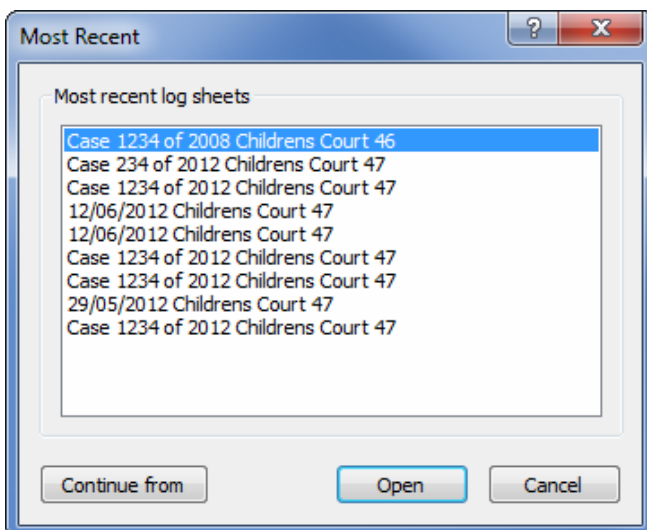 Most Recent
Most recent log sheets
Case 1234 of 2008 Childrens Court 46
Case 234 of 2012 Childrens Court 47
Case 1234 of 2012 Childrens Court 47
12/06/2012 Childrens Court 47
12/06/2012 Childrens Court 47
Case 1234 of 2012 Childrens Court 47
Case 1234 of 2012 Childrens Court 47
29/05/2012 Childrens Court 47
Case 1234 of 2012 Childrens Court 47
Continue from Open Cancel